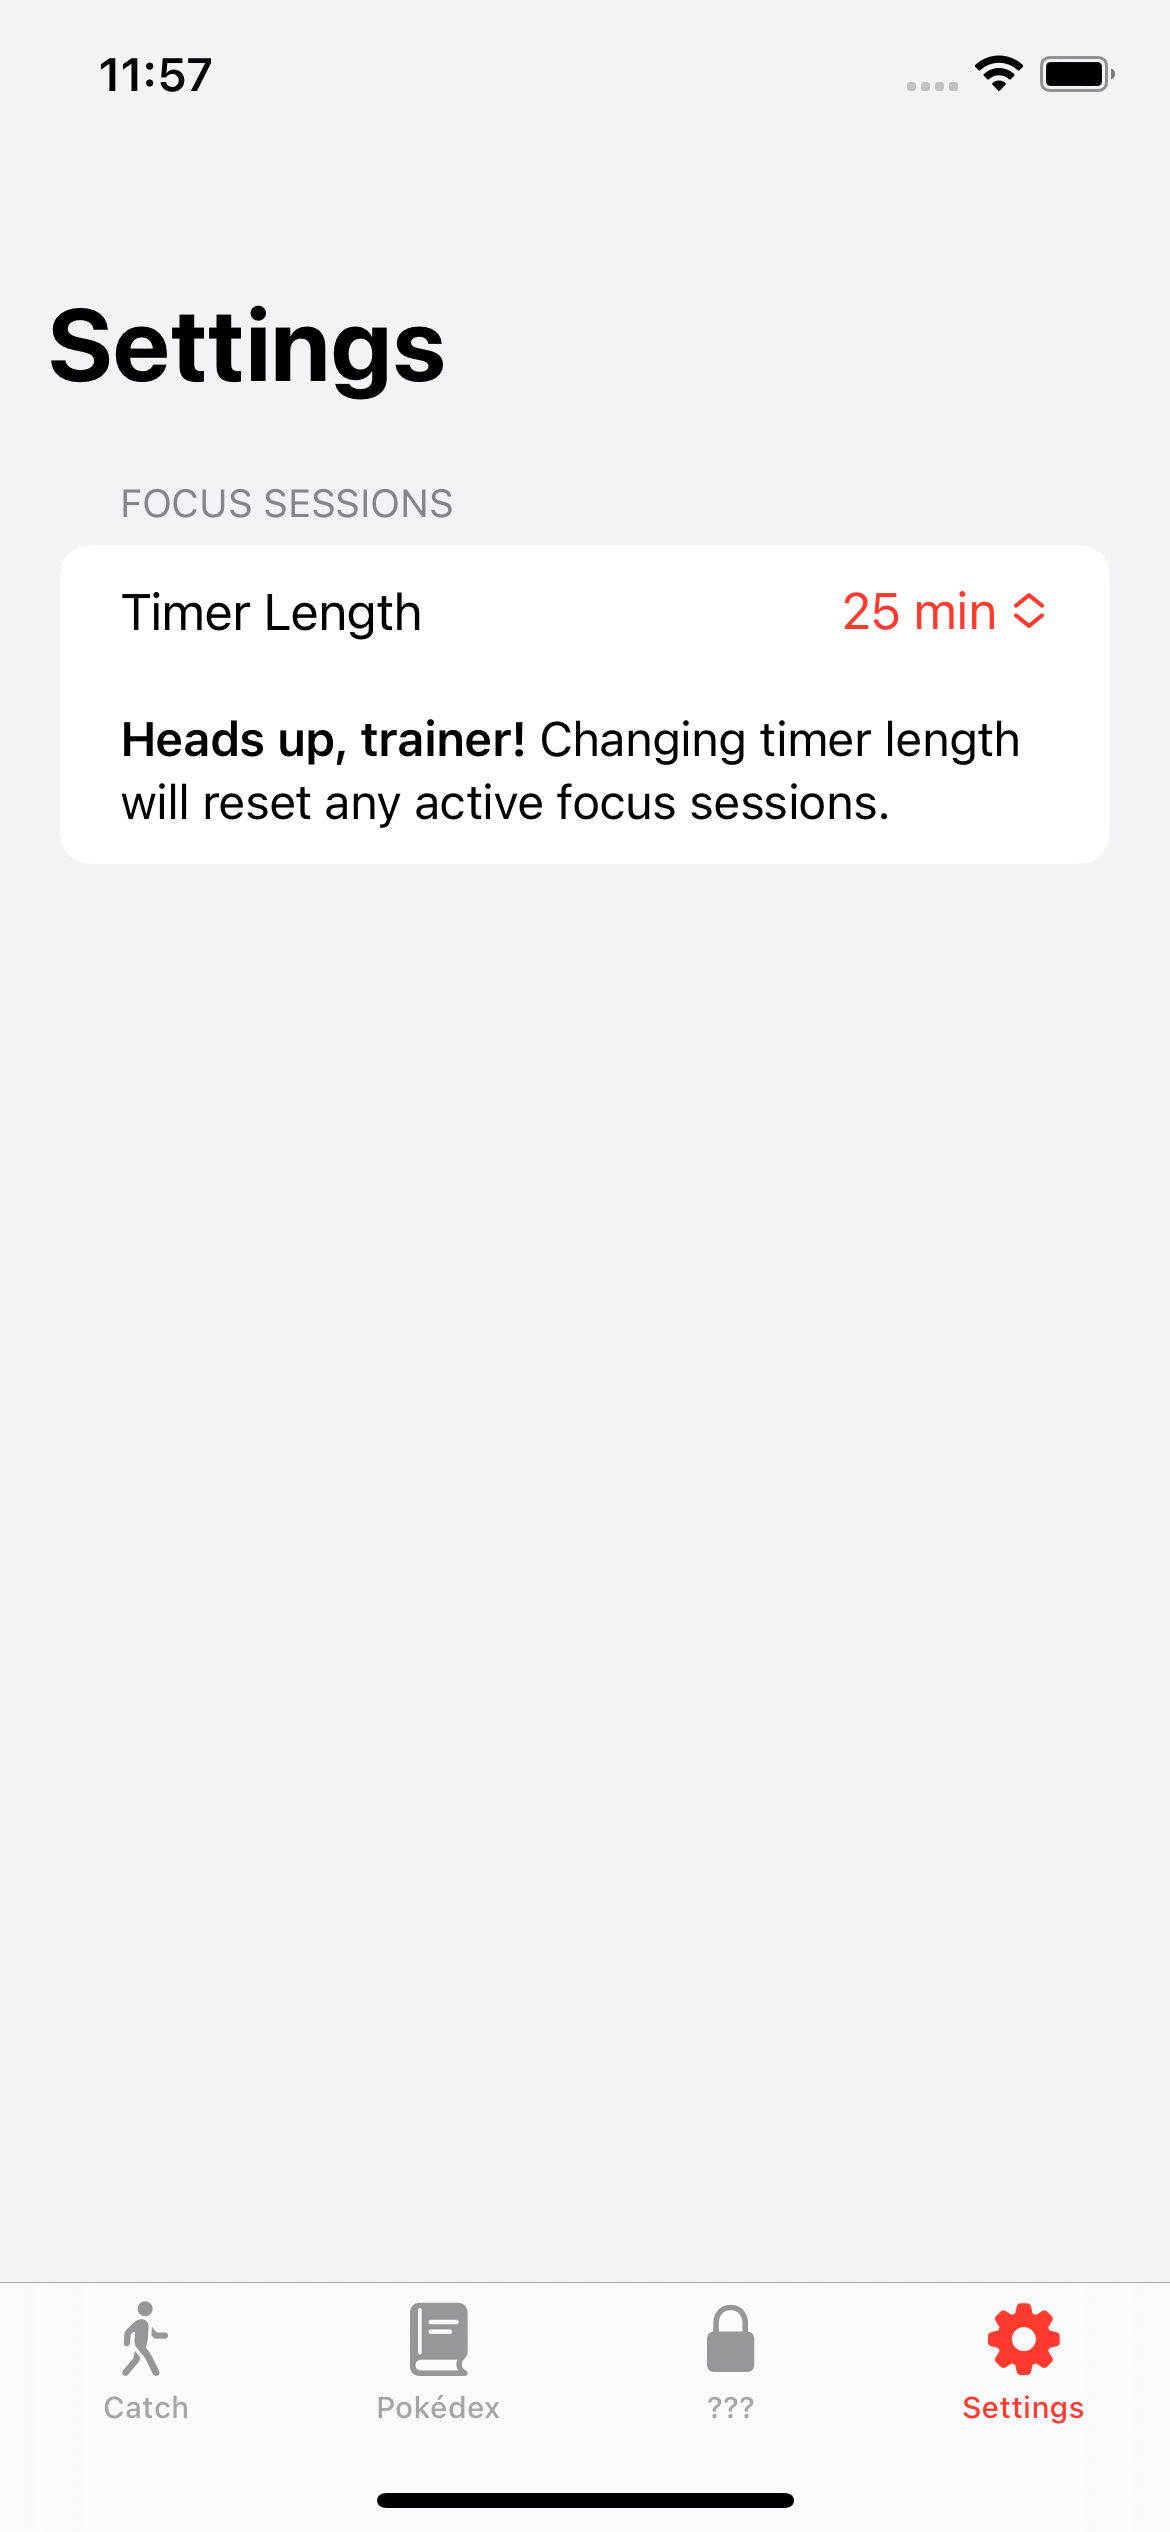 11:57
Settings
FOCUS SESSIONS
Timer Length
25 min
Heads up, trainer! Changing timer length
will reset any active focus sessions.
Catch
Pokédex
???
Settings